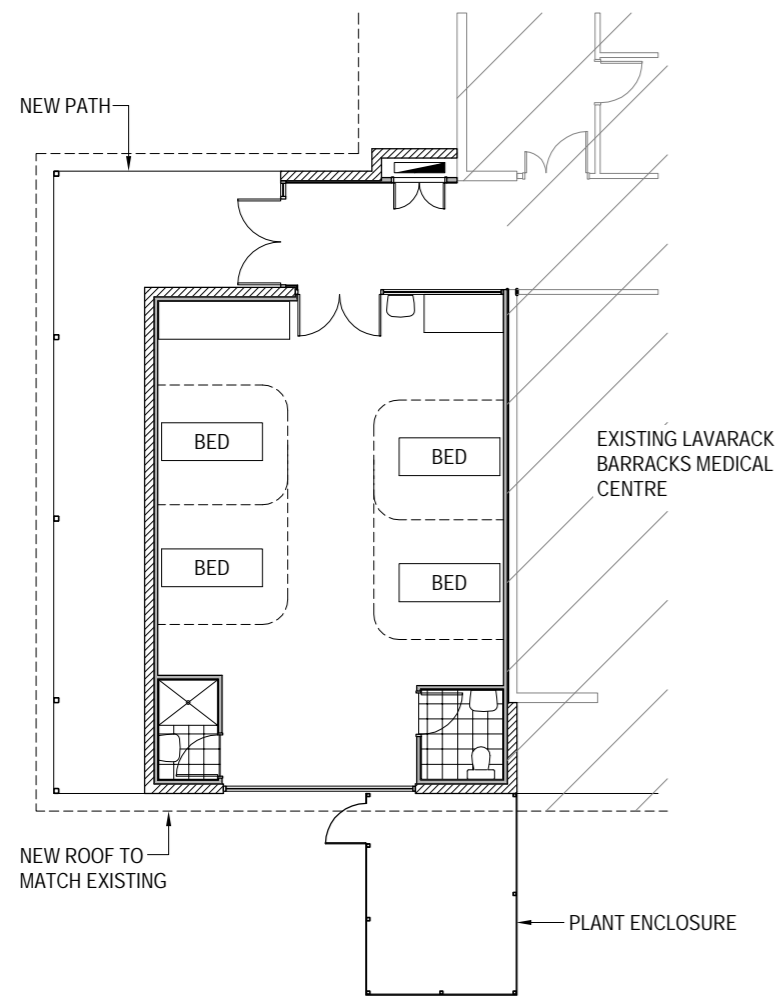 NEW PATH
EXISTING LAVARACK
BARRACKS MEDICAL
CENTRE
BED
BED
BED
BED
NEW ROOF TO
MATCH EXISTING
PLANT ENCLOSURE